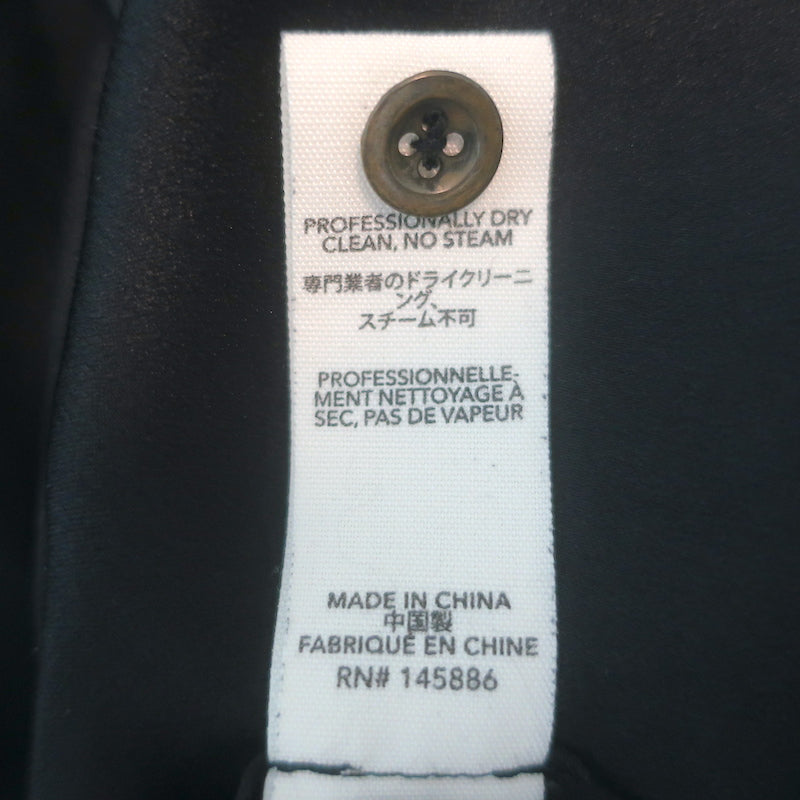 PROFESSIONALLY DRY
CLEAN, NO STEAM
専門業者のドライクリーニ
ング、
スチーム不可
PROFESSIONNELLE-
MENT NETTOYAGE À
SEC, PAS DE VAPEUR
MADE IN CHINA
中国製
FABRIQUÉ EN CHINE
RN# 145886